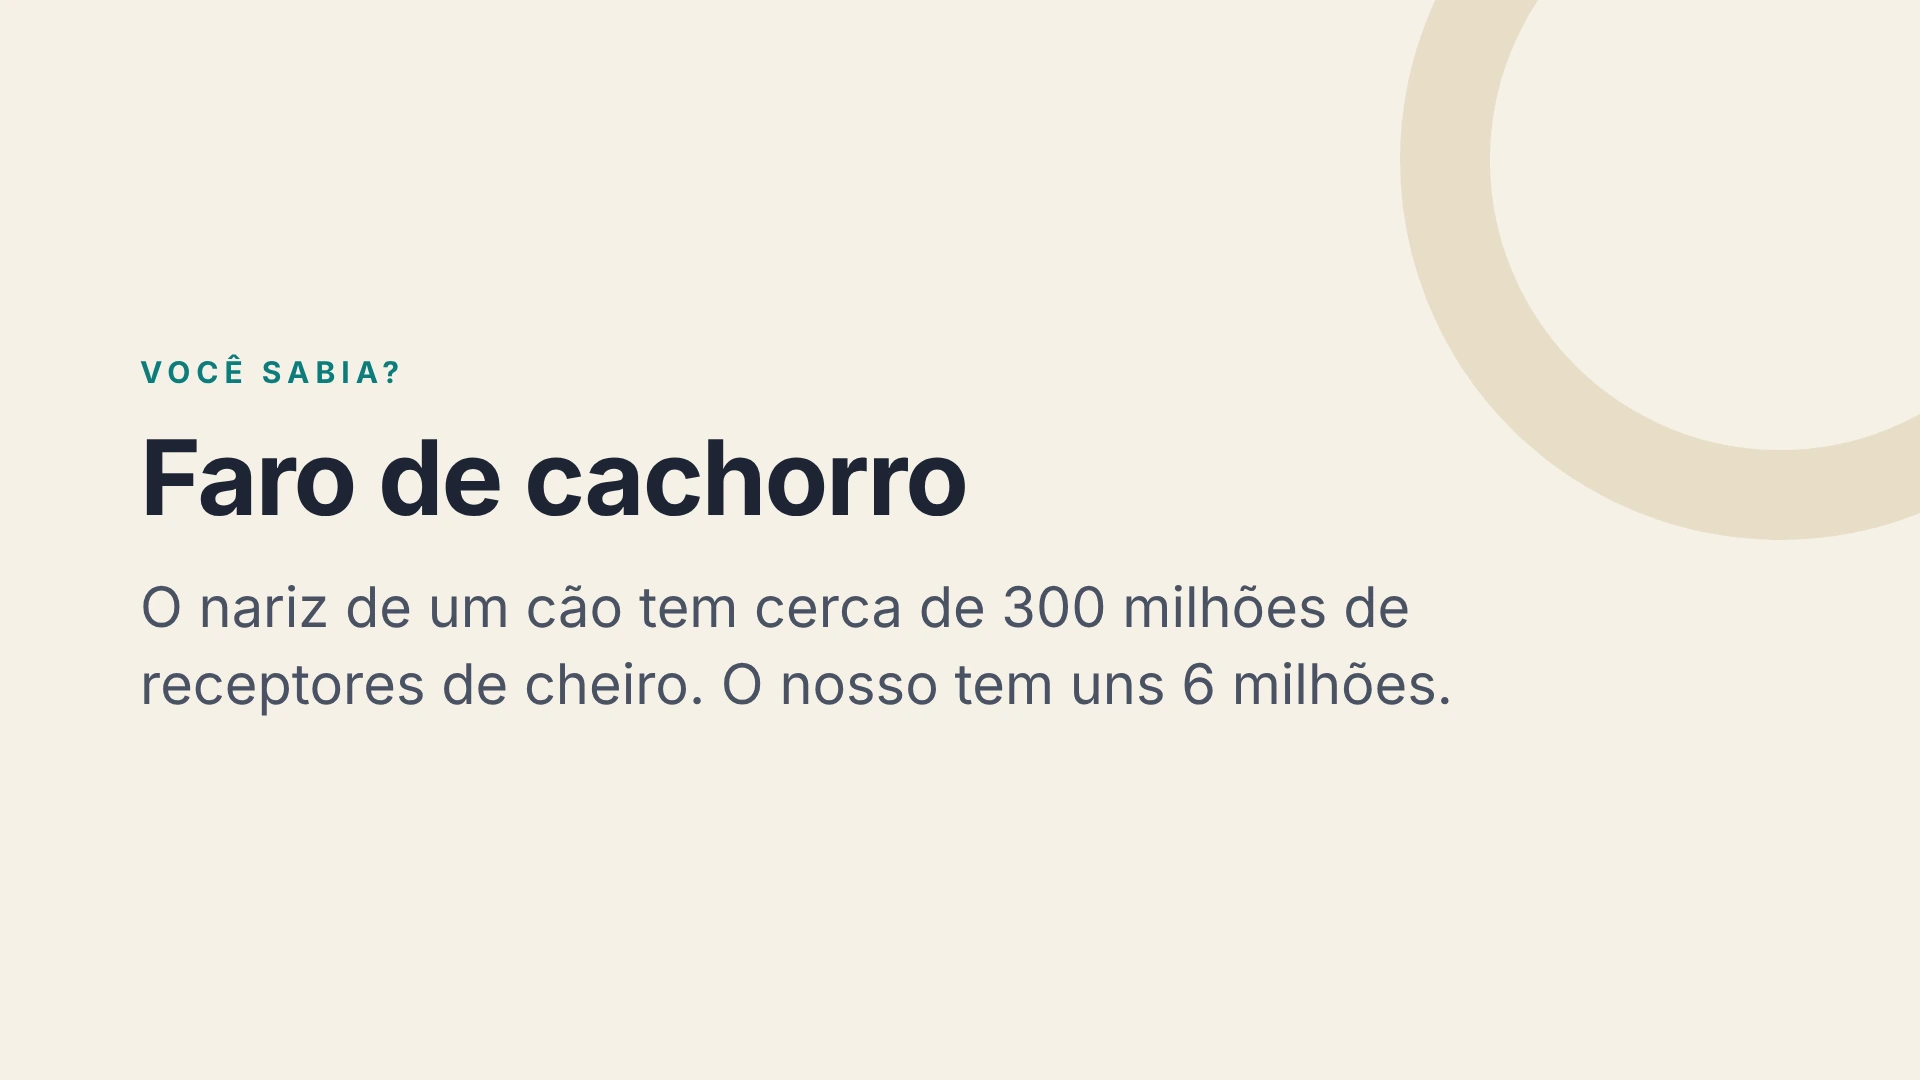 VOCÊ SABIA?
Faro de cachorro
O nariz de um cão tem cerca de 300 milhões de
receptores de cheiro. O nosso tem uns 6 milhões.